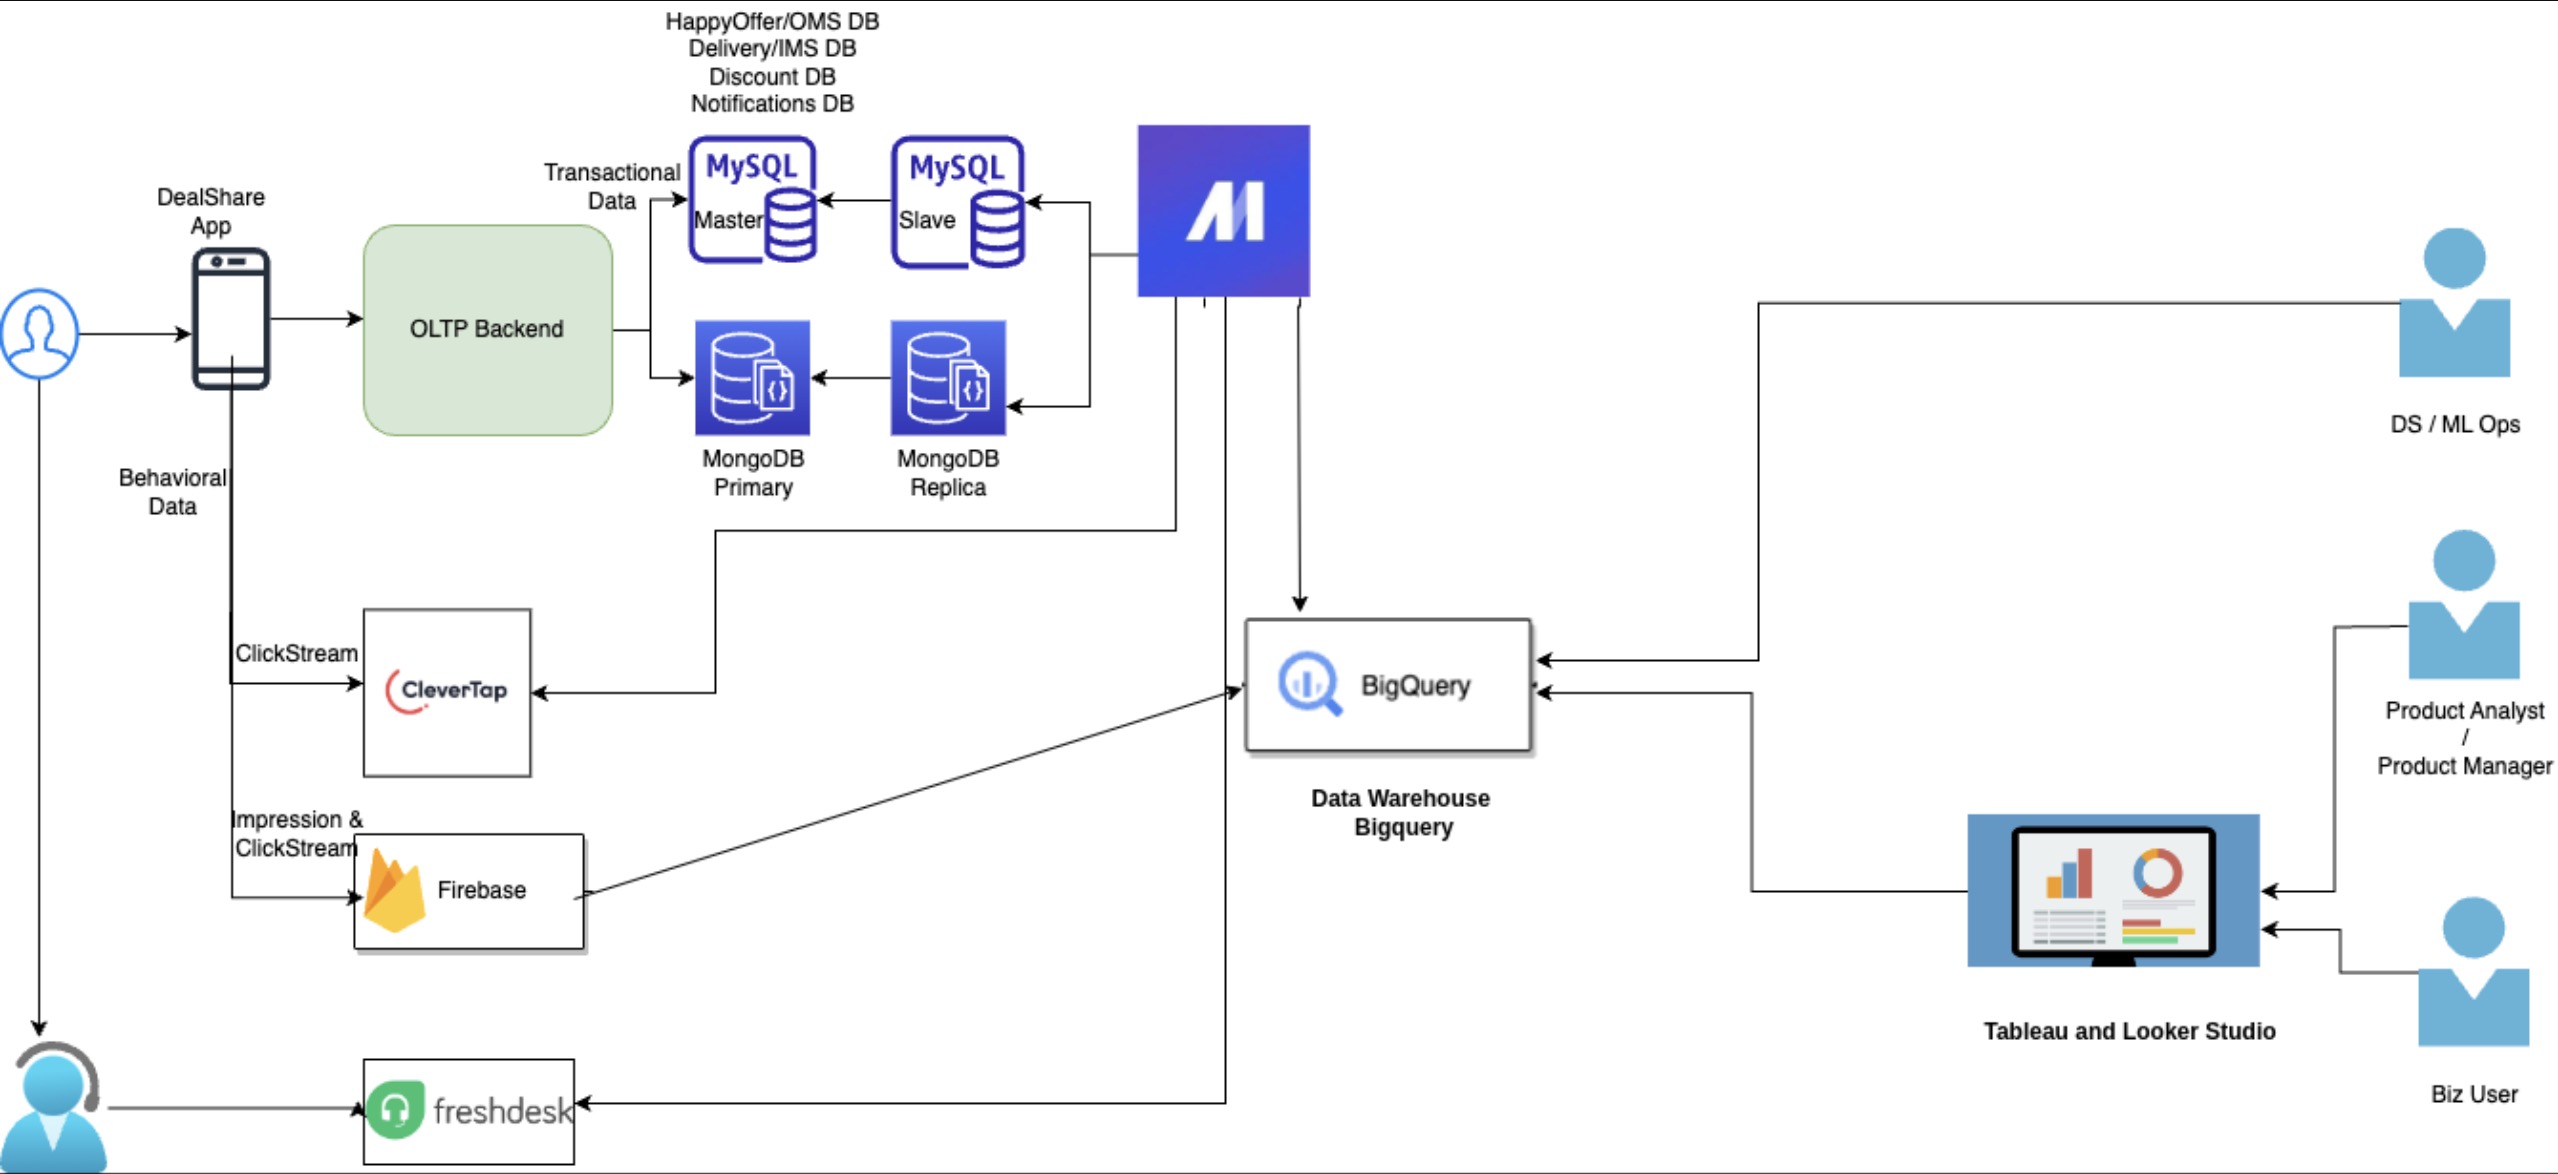 HappyOffer/OMS DB
Delivery/IMS DB
Discount DB
Notifications DB
DealShare
App
Transactional
Data
MySQL
Master
MySQL
Slave
OLTP Backend
MongoDB
Primary
MongoDB
Replica
DS / ML Ops
Behavioral
Data
ClickStream
CleverTap
BigQuery
Data Warehouse
Bigquery
Product Analyst
/
Product Manager
Impression &
ClickStream
Firebase
Tableau and Looker Studio
Biz User
freshdesk